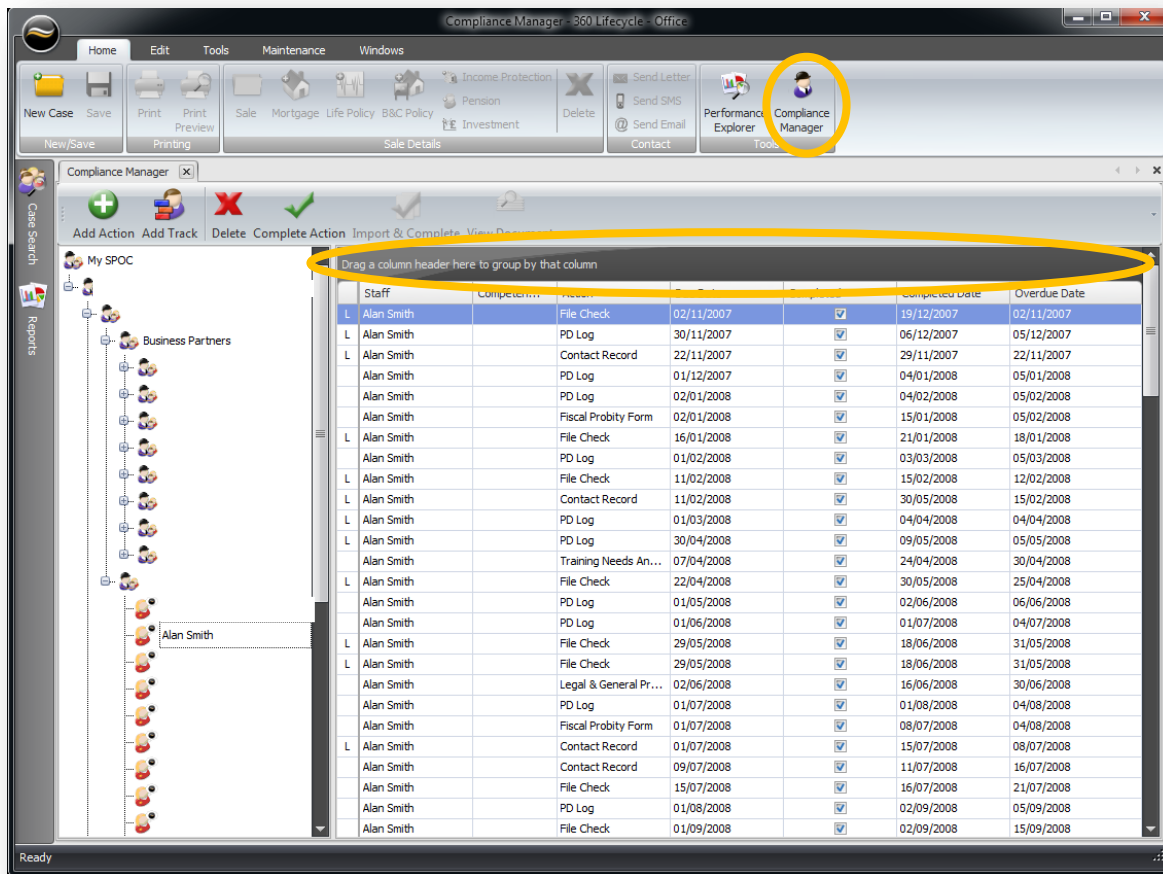 Compliance Manager - 360 Lifecycle - Office
Home Edit Tools Maintenance Windows
New Case Save Print Print Preview Sale Mortgage Life Policy B&C Policy Income Protection Pension Investment Delete Send Letter Send SMS Send Email Performance Explorer Compliance Manager
New/Save Printing Sale Details Contact Tools
Compliance Manager
Case Search
Reports
Add Action Add Track Delete Complete Action Import & Complete View Document
My SPOC
Business Partners
Alan Smith
Drag a column header here to group by that column
Staff Competen... Action Completed Date Overdue Date
L Alan Smith File Check 02/11/2007 19/12/2007 02/11/2007
L Alan Smith PD Log 30/11/2007 06/12/2007 05/12/2007
L Alan Smith Contact Record 22/11/2007 29/11/2007 22/11/2007
Alan Smith PD Log 01/12/2007 04/01/2008 05/01/2008
Alan Smith PD Log 02/01/2008 04/02/2008 05/02/2008
Alan Smith Fiscal Probity Form 02/01/2008 15/01/2008 05/02/2008
L Alan Smith File Check 16/01/2008 21/01/2008 18/01/2008
Alan Smith PD Log 01/02/2008 03/03/2008 05/03/2008
L Alan Smith File Check 11/02/2008 15/02/2008 12/02/2008
L Alan Smith Contact Record 11/02/2008 30/05/2008 15/02/2008
L Alan Smith PD Log 01/03/2008 04/04/2008 04/04/2008
L Alan Smith PD Log 30/04/2008 09/05/2008 05/05/2008
Alan Smith Training Needs An... 07/04/2008 24/04/2008 30/04/2008
L Alan Smith File Check 22/04/2008 30/05/2008 25/04/2008
Alan Smith PD Log 01/05/2008 02/06/2008 06/06/2008
Alan Smith PD Log 01/06/2008 01/07/2008 04/07/2008
L Alan Smith File Check 29/05/2008 18/06/2008 31/05/2008
L Alan Smith File Check 29/05/2008 18/06/2008 31/05/2008
Alan Smith Legal & General Pr... 02/06/2008 16/06/2008 30/06/2008
Alan Smith PD Log 01/07/2008 01/08/2008 04/08/2008
Alan Smith Fiscal Probity Form 01/07/2008 08/07/2008 04/08/2008
L Alan Smith Contact Record 01/07/2008 15/07/2008 08/07/2008
Alan Smith Contact Record 09/07/2008 11/07/2008 16/07/2008
Alan Smith File Check 15/07/2008 16/07/2008 21/07/2008
Alan Smith PD Log 01/08/2008 02/09/2008 05/09/2008
Alan Smith File Check 01/09/2008 02/09/2008 15/09/2008
Ready